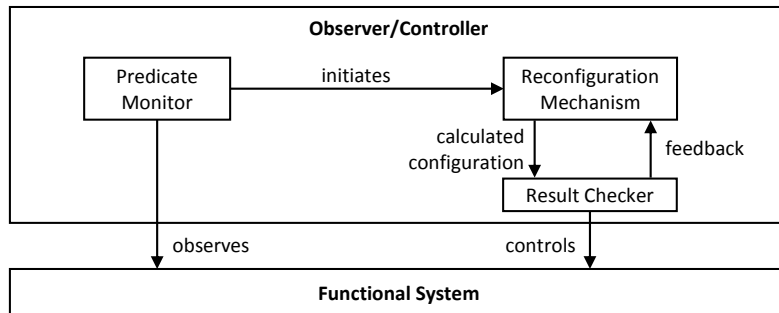 Observer/Controller
Predicate
Monitor
initiates
Reconfiguration
Mechanism
calculated
configuration
feedback
Result Checker
observes
controls
Functional System